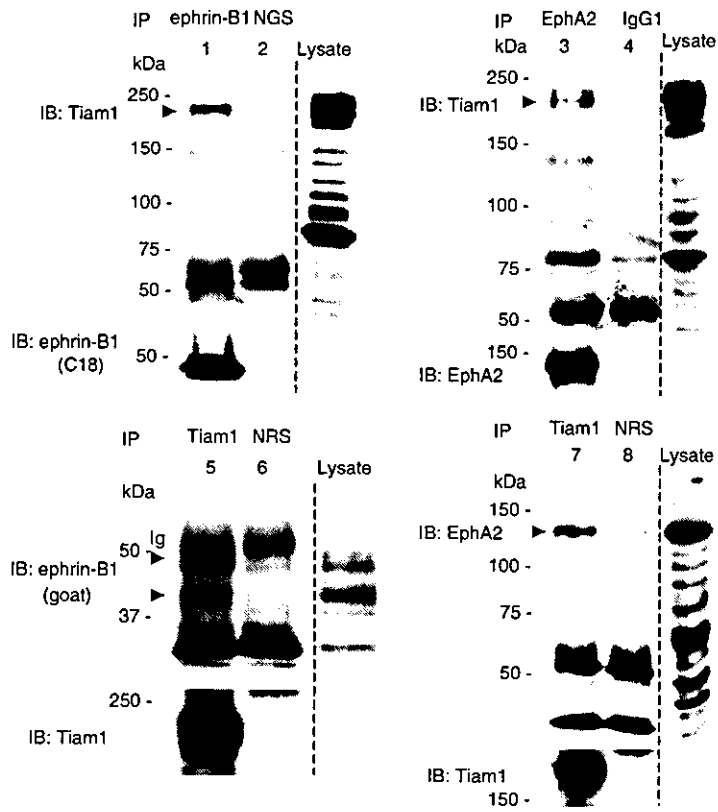 IP ephrin-B1 NGS
1 2 Lysate
kDa
250 -
IB: Tiam1
150 -
100 -
75 -
50 -
IB: ephrin-B1
(C18)
50 -
IP EphA2 IgG1
kDa 3 4 Lysate
250 -
IB: Tiam1
150 -
100 -
75 -
50 -
150 -
IB: EphA2
IP Tiam1 NRS
5 6 Lysate
kDa
Ig
50 -
IB: ephrin-B1
(goat)
37 -
250 -
IB: Tiam1
IP Tiam1 NRS
7 8 Lysate
kDa
150 -
IB: EphA2
100 -
75 -
50 -
IB: Tiam1
150 -